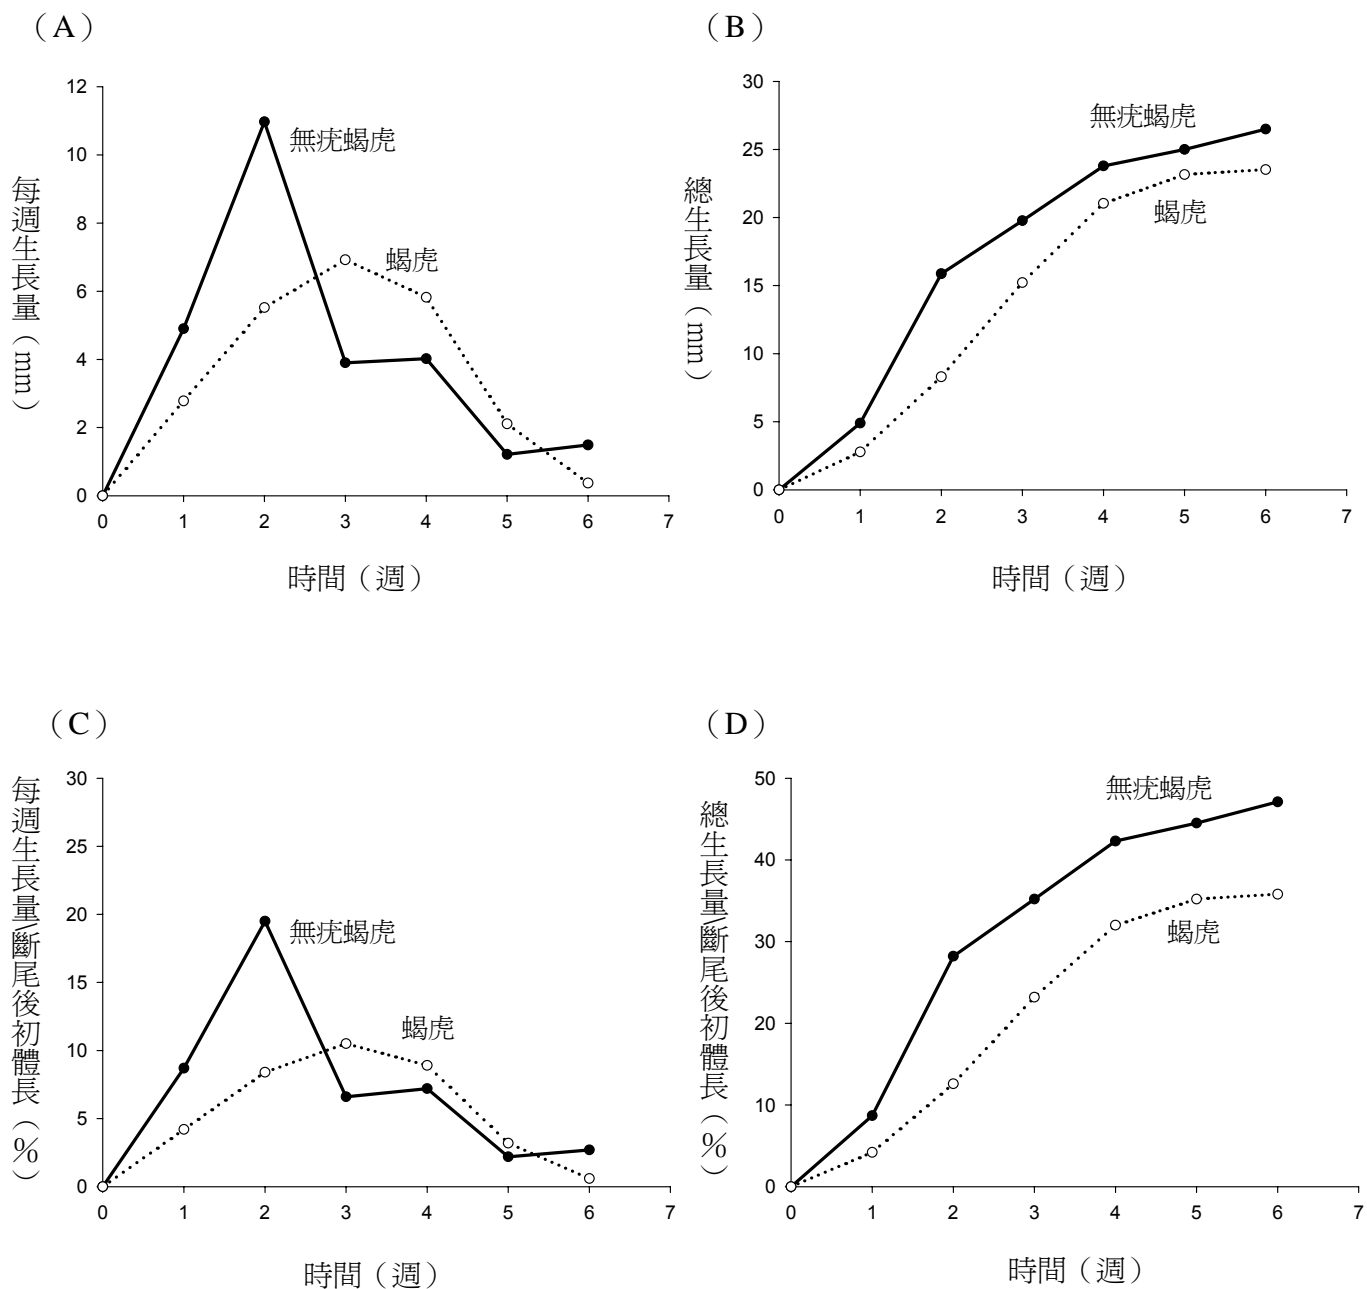 （A）
12
10
8
6
4
2
0
每週生長量（mm）
無疣蝎虎
蝎虎
0 1 2 3 4 5 6 7
時間（週）
（B）
30
25
20
15
10
5
0
總生長量（mm）
無疣蝎虎
蝎虎
0 1 2 3 4 5 6 7
時間（週）
（C）
30
25
20
15
10
5
0
每週生長量\斷尾後初體長（%）
無疣蝎虎
蝎虎
0 1 2 3 4 5 6 7
時間（週）
（D）
50
40
30
20
10
0
總生長量\斷尾後初體長（%）
無疣蝎虎
蝎虎
0 1 2 3 4 5 6 7
時間（週）